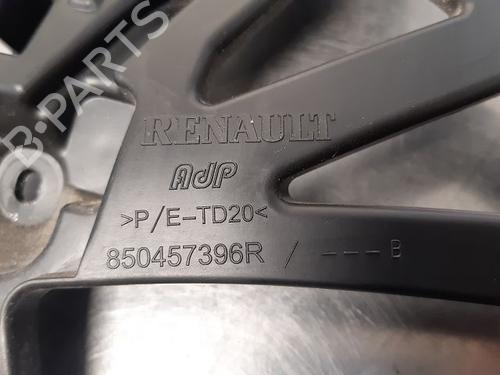 B-PARTS
RENAULT
AdP
>P/E-TD20<
850457396R / ---B